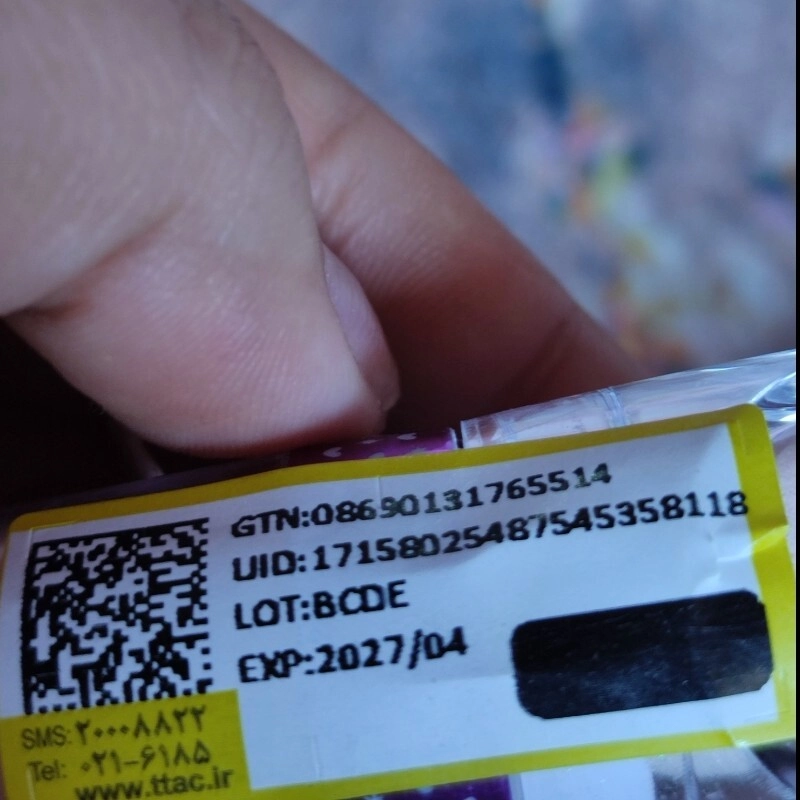 GTN:08690131765514
UID:17158025487545358118
LOT:BCDE
EXP:2027/04
SMS:۲۰۰۰۸۸۲۲
Tel: ۰۲۱-۶۱۸۵
www.ttac.ir